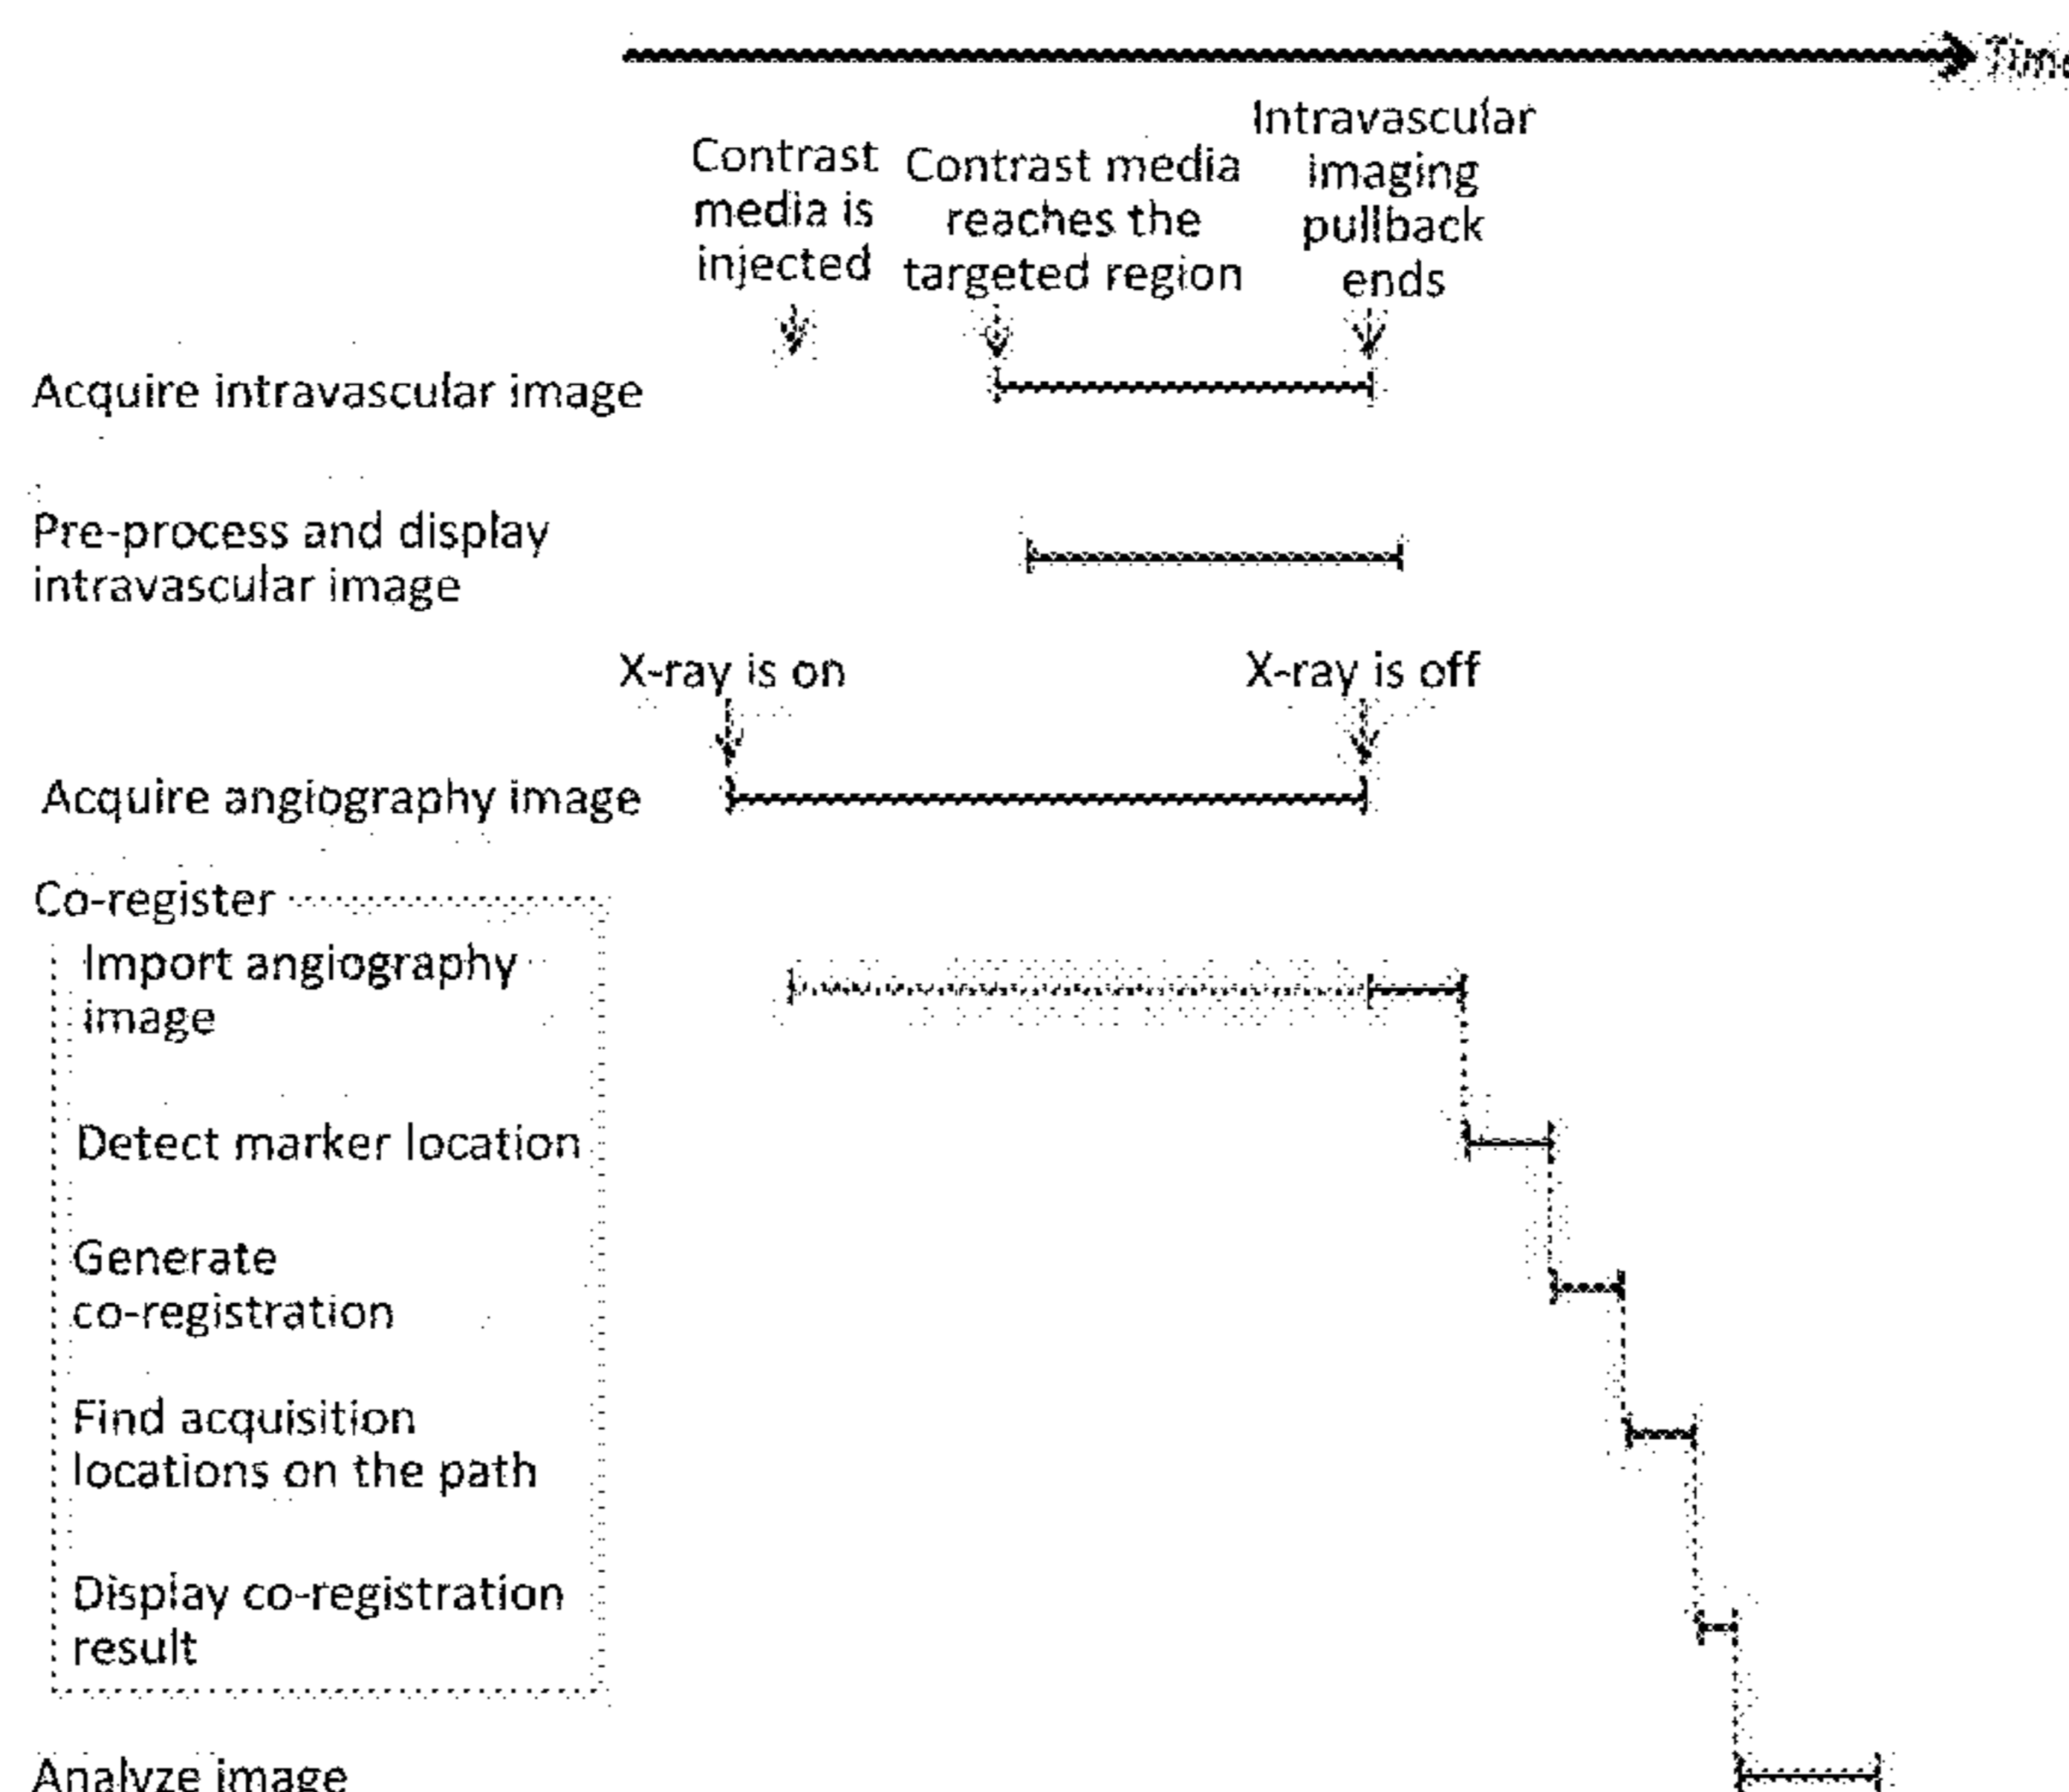 Time
Contrast
media is
injected
Contrast media
reaches the
targeted region
Intravascular
imaging
pullback
ends
Acquire intravascular image
Pre-process and display
intravascular image
X-ray is on
X-ray is off
Acquire angiography image
Co-register
Import angiography
image
Detect marker location
Generate
co-registration
Find acquisition
locations on the path
Display co-registration
result
Analyze image